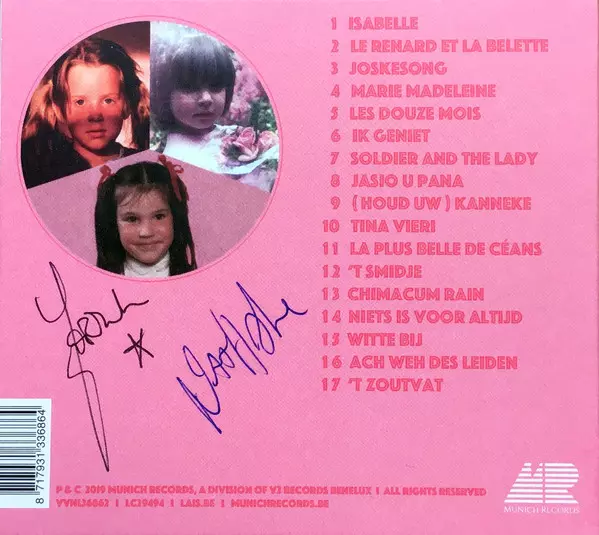 1 ISABELLE
2 LE RENARD ET LA BELETTE
3 JOSKESONG
4 MARIE MADELEINE
5 LES DOUZE MOIS
6 IK GENIET
7 SOLDIER AND THE LADY
8 JASIO U PANA
9 (HOUD UW) KANNEKE
10 TINA VIERI
11 LA PLUS BELLE DE CÉANS
12 'T SMIDJE
13 CHIMACUM RAIN
14 NIETS IS VOOR ALTIJD
15 WITTE BIJ
16 ACH WEH DES LEIDEN
17 'T ZOUTVAT
8 717931 336864
P & C 2019 MUNICH RECORDS, A DIVISION OF V2 RECORDS BENELUX | ALL RIGHTS RESERVED
VVNL36862 | LC29494 | LAIS.BE | MUNICHRECORDS.BE
MR
MUNICH RECORDS